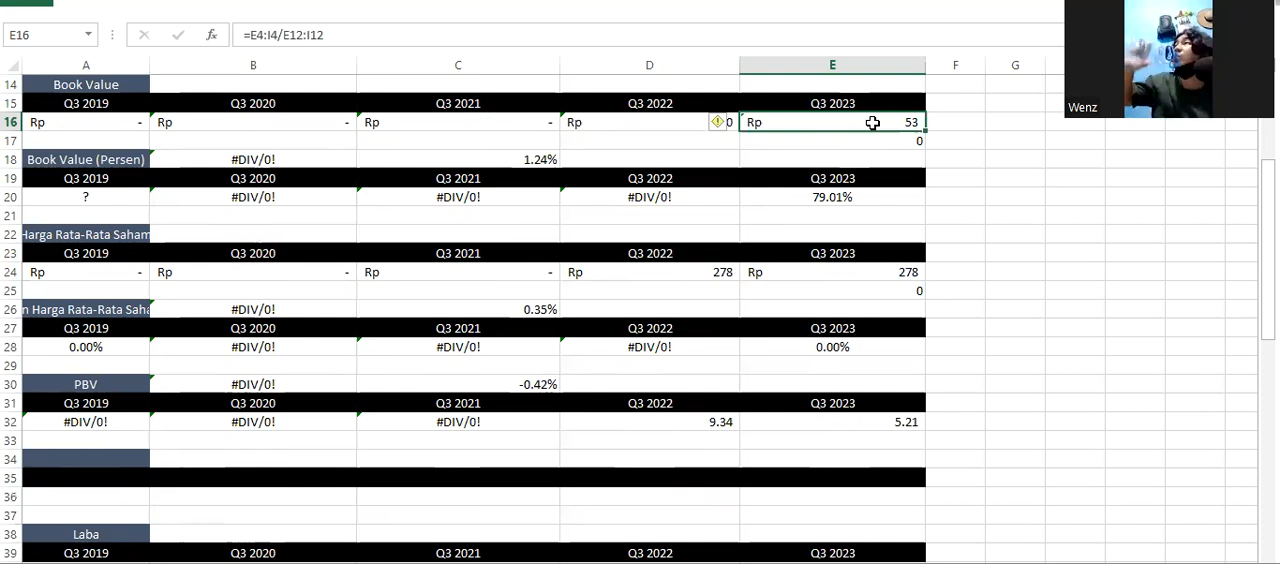 E16 fx =E4:I4/E12:I12
A B C D E F G
14 Book Value
15 Q3 2019 Q3 2020 Q3 2021 Q3 2022 Q3 2023
16 Rp - Rp - Rp - Rp 0 Rp 53
17 0
18 Book Value (Persen) #DIV/0! 1.24%
19 Q3 2019 Q3 2020 Q3 2021 Q3 2022 Q3 2023
20 ? #DIV/0! #DIV/0! #DIV/0! 79.01%
21
22 Harga Rata-Rata Saham
23 Q3 2019 Q3 2020 Q3 2021 Q3 2022 Q3 2023
24 Rp - Rp - Rp - Rp 278 Rp 278
25 0
26 n Harga Rata-Rata Saha #DIV/0! 0.35%
27 Q3 2019 Q3 2020 Q3 2021 Q3 2022 Q3 2023
28 0.00% #DIV/0! #DIV/0! #DIV/0! 0.00%
29
30 PBV #DIV/0! -0.42%
31 Q3 2019 Q3 2020 Q3 2021 Q3 2022 Q3 2023
32 #DIV/0! #DIV/0! #DIV/0! 9.34 5.21
33
34
35
36
37
38 Laba
39 Q3 2019 Q3 2020 Q3 2021 Q3 2022 Q3 2023
Wenz